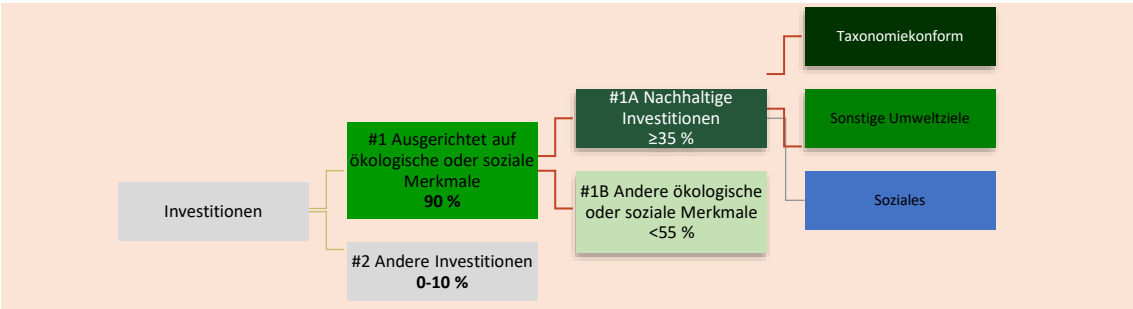 Investitionen
#1 Ausgerichtet auf
ökologische oder soziale
Merkmale
90 %
#2 Andere Investitionen
0-10 %
#1A Nachhaltige
Investitionen
≥35 %
#1B Andere ökologische
oder soziale Merkmale
<55 %
Taxonomiekonform
Sonstige Umweltziele
Soziales